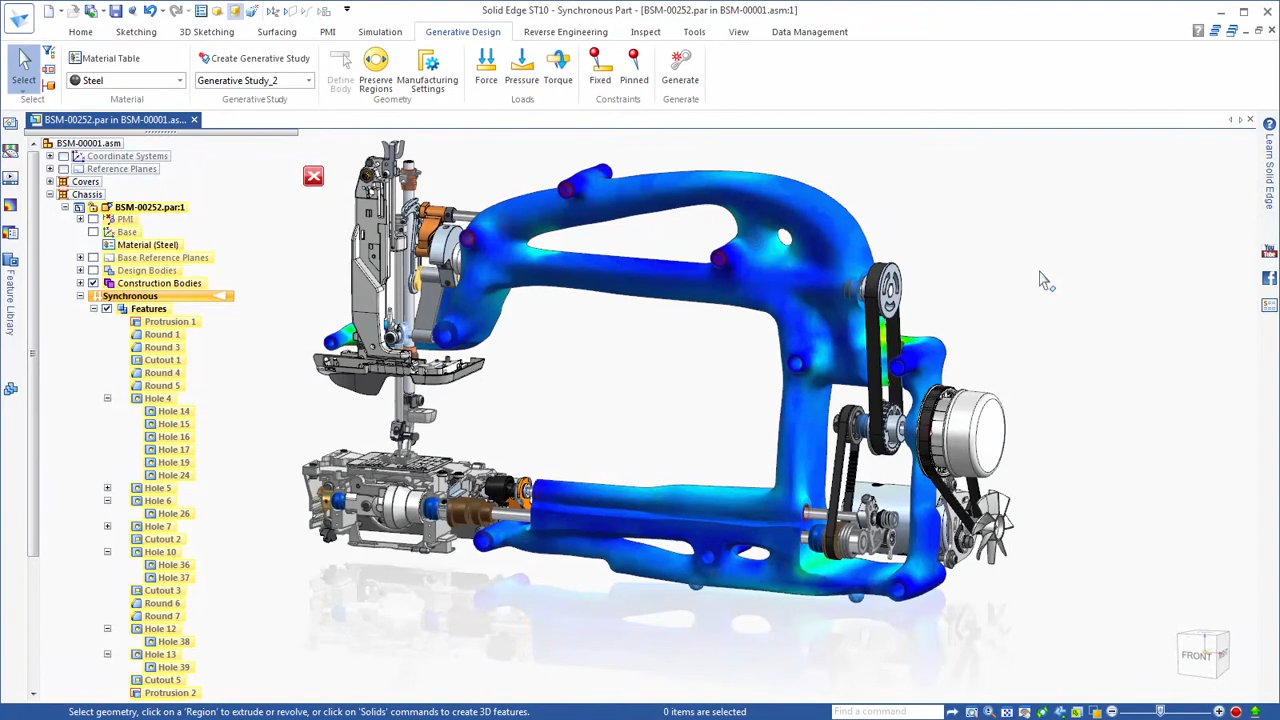 Solid Edge ST10 - Synchronous Part - [BSM-00252.par in BSM-00001.asm:1]
Home Sketching 3D Sketching Surfacing PMI Simulation Generative Design Reverse Engineering Inspect Tools View Data Management
Select
Select
Material Table
Steel
Material
Create Generative Study
Generative Study_2
GenerativeStudy
Define Body
Preserve Regions
Manufacturing Settings
Geometry
Force
Pressure
Torque
Loads
Fixed
Pinned
Constraints
Generate
Generate
BSM-00252.par in BSM-00001.as...
BSM-00001.asm
Coordinate Systems
Reference Planes
Covers
Chassis
BSM-00252.par:1
PMI
Base
Material (Steel)
Base Reference Planes
Design Bodies
Construction Bodies
Synchronous
Features
Protrusion 1
Round 1
Round 3
Cutout 1
Round 4
Round 5
Hole 4
Hole 14
Hole 15
Hole 16
Hole 17
Hole 19
Hole 24
Hole 5
Hole 6
Hole 26
Hole 7
Cutout 2
Hole 10
Hole 36
Hole 37
Cutout 3
Round 6
Round 7
Hole 12
Hole 38
Hole 13
Hole 39
Cutout 5
Protrusion 2
Feature Library
Learn Solid Edge
You
Tube
FRONT
Select geometry, click on a 'Region' to extrude or revolve, or click on 'Solids' commands to create 3D features.
0 items are selected
Find a command